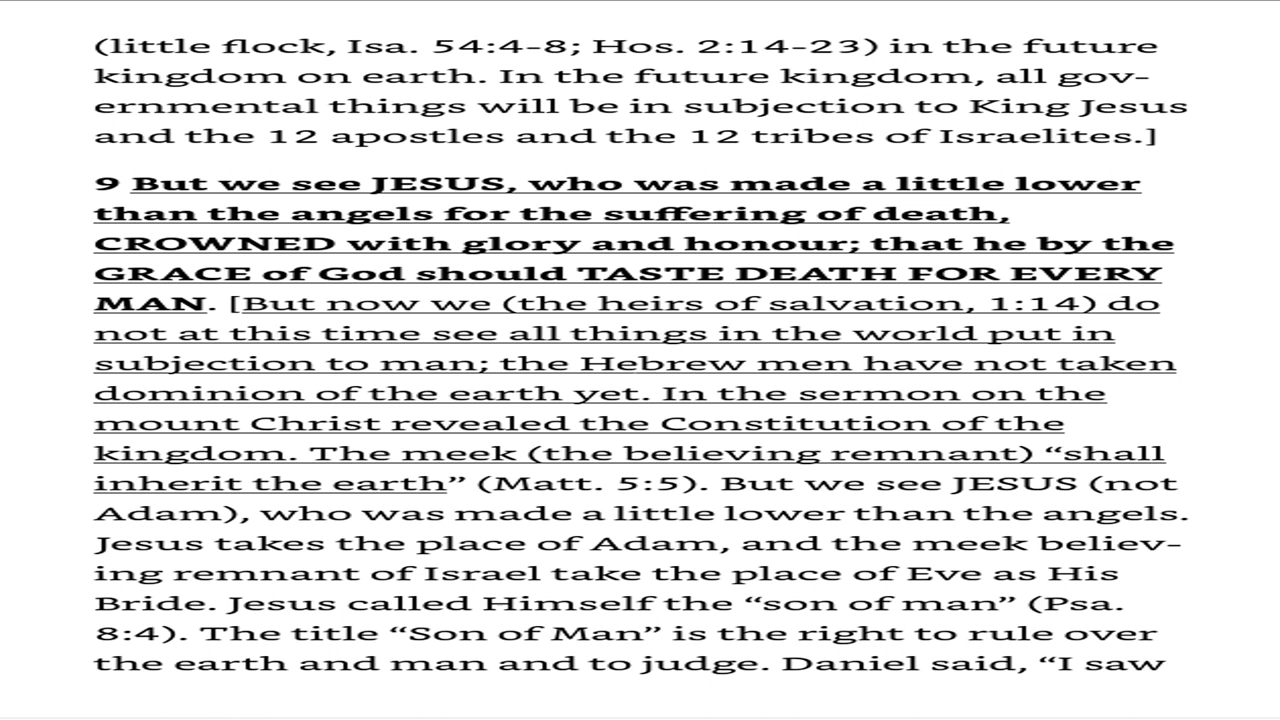 (little flock, Isa. 54:4-8; Hos. 2:14-23) in the future
kingdom on earth. In the future kingdom, all gov-
ernmental things will be in subjection to King Jesus
and the 12 apostles and the 12 tribes of Israelites.]
9 But we see JESUS, who was made a little lower
than the angels for the suffering of death,
CROWNED with glory and honour; that he by the
GRACE of God should TASTE DEATH FOR EVERY
MAN. [But now we (the heirs of salvation, 1:14) do
not at this time see all things in the world put in
subjection to man; the Hebrew men have not taken
dominion of the earth yet. In the sermon on the
mount Christ revealed the Constitution of the
kingdom. The meek (the believing remnant) “shall
inherit the earth” (Matt. 5:5). But we see JESUS (not
Adam), who was made a little lower than the angels.
Jesus takes the place of Adam, and the meek believ-
ing remnant of Israel take the place of Eve as His
Bride. Jesus called Himself the “son of man” (Psa.
8:4). The title “Son of Man” is the right to rule over
the earth and man and to judge. Daniel said, “I saw